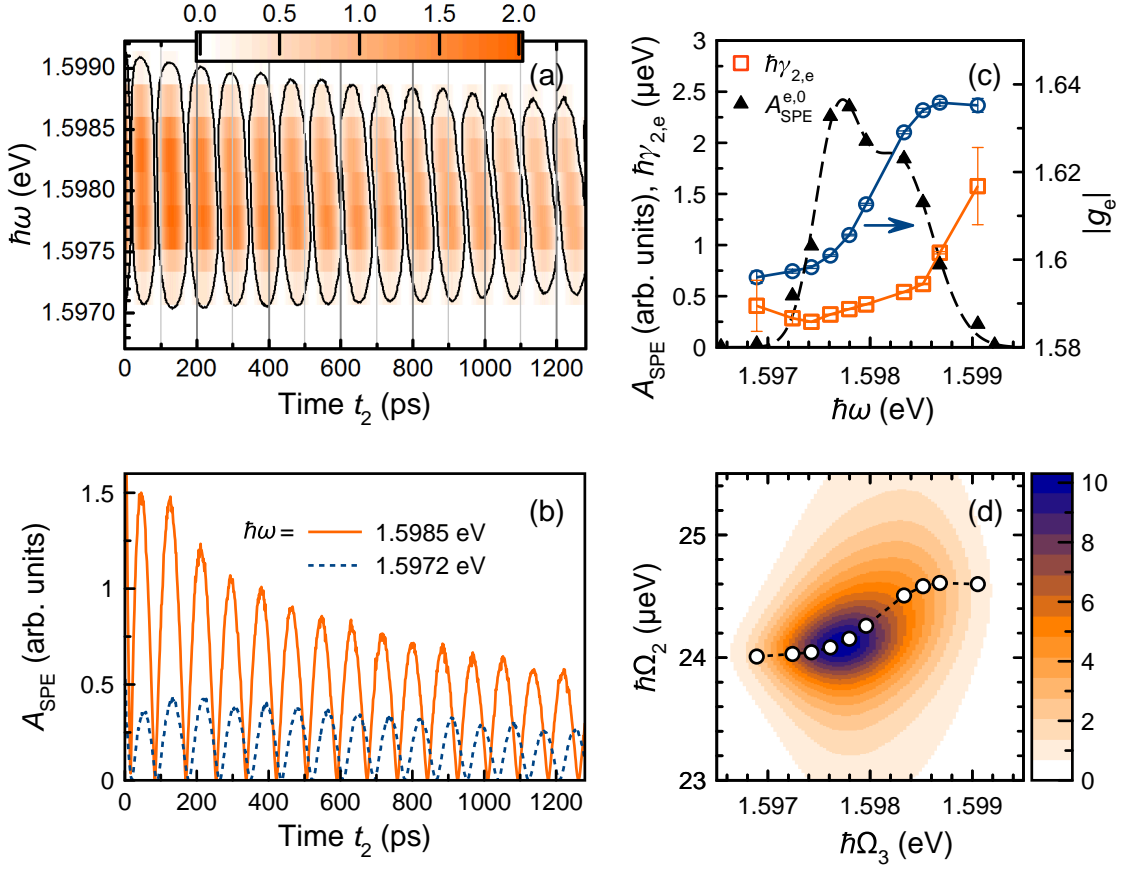 0.0 0.5 1.0 1.5 2.0
(a)
ħω (eV)
1.5990
1.5985
1.5980
1.5975
1.5970
0 200 400 600 800 1000 1200
Time t₂ (ps)
(c)
A_SPE (arb. units), ħγ₂,ₑ (μeV)
3
2.5
2
1.5
1
0.5
0
ħγ₂,ₑ
A_SPE^e,0
1.64
1.62
1.6
1.58
|gₑ|
1.597 1.598 1.599
ħω (eV)
(b)
A_SPE (arb. units)
1.5
1
0.5
0
ħω = 1.5985 eV
1.5972 eV
0 200 400 600 800 1000 1200
Time t₂ (ps)
(d)
ħΩ₂ (μeV)
25
24
23
1.597 1.598 1.599
ħΩ₃ (eV)
10
8
6
4
2
0